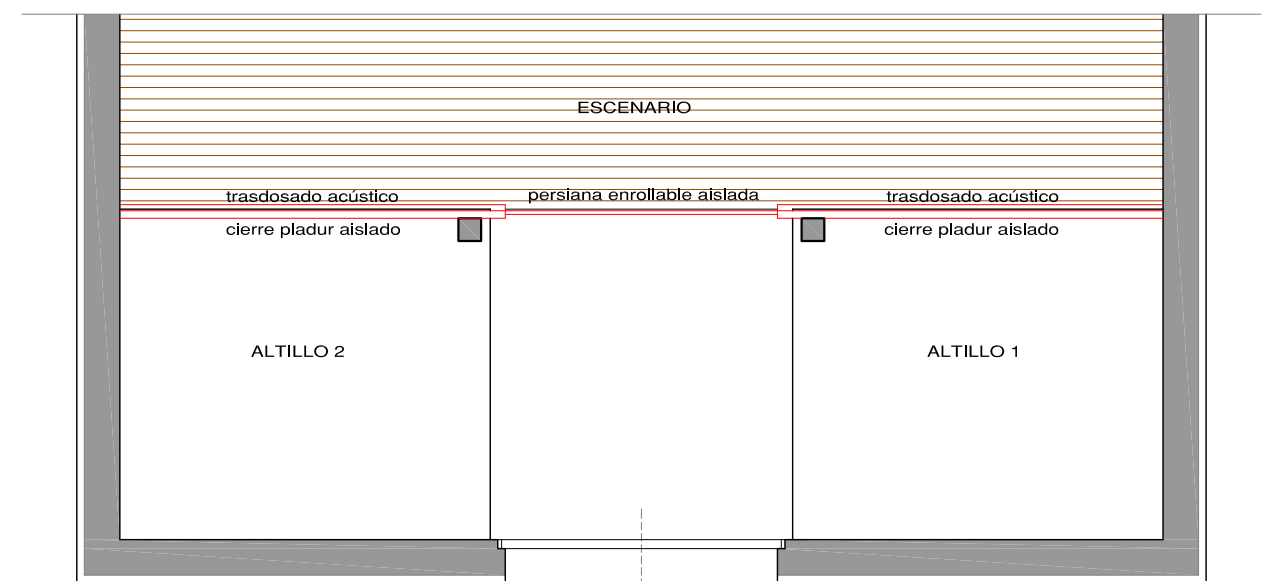 ESCENARIO
trasdosado acústico
persiana enrollable aislada
trasdosado acústico
cierre pladur aislado
cierre pladur aislado
ALTILLO 2
ALTILLO 1